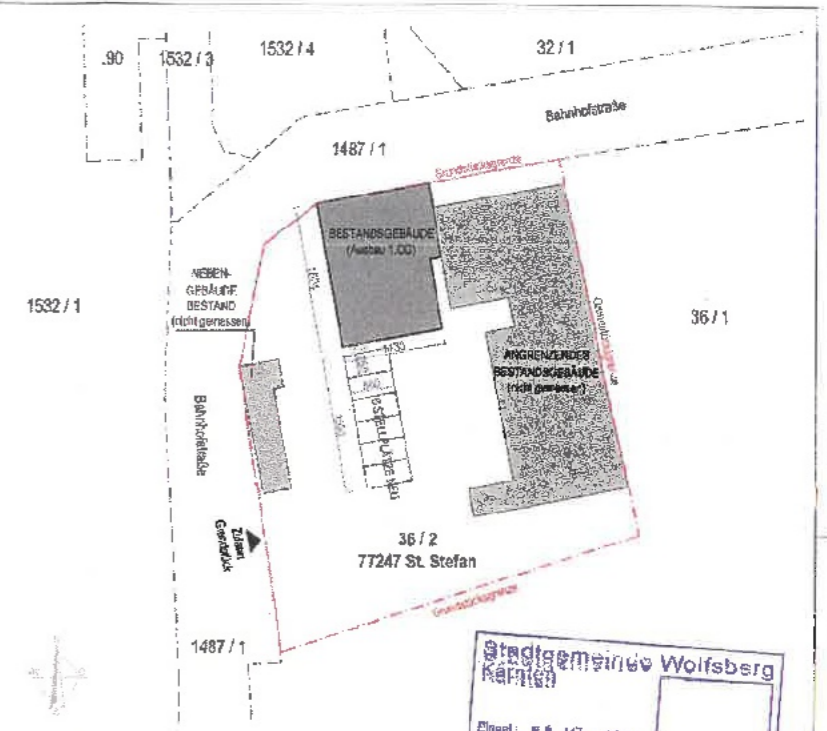 .90
1532 / 3
1532 / 4
32 / 1
Bahnhofstraße
1487 / 1
Grundstücksgrenze
BESTANDSGEBÄUDE
(Ausbau 1.OG)
NEBEN-
GEBÄUDE
BESTAND
(nicht gemessen)
1532 / 1
36 / 1
1130
ANGRENZENDES
BESTANDSGEBÄUDE
(nicht gemessen)
STELLPLÄTZE NEU
Bahnhofstraße
Zufahrt
Grundstück
36 / 2
77247 St. Stefan
Grundstücksgrenze
1487 / 1
Stadtgemeinde Wolfsberg
Kärnten